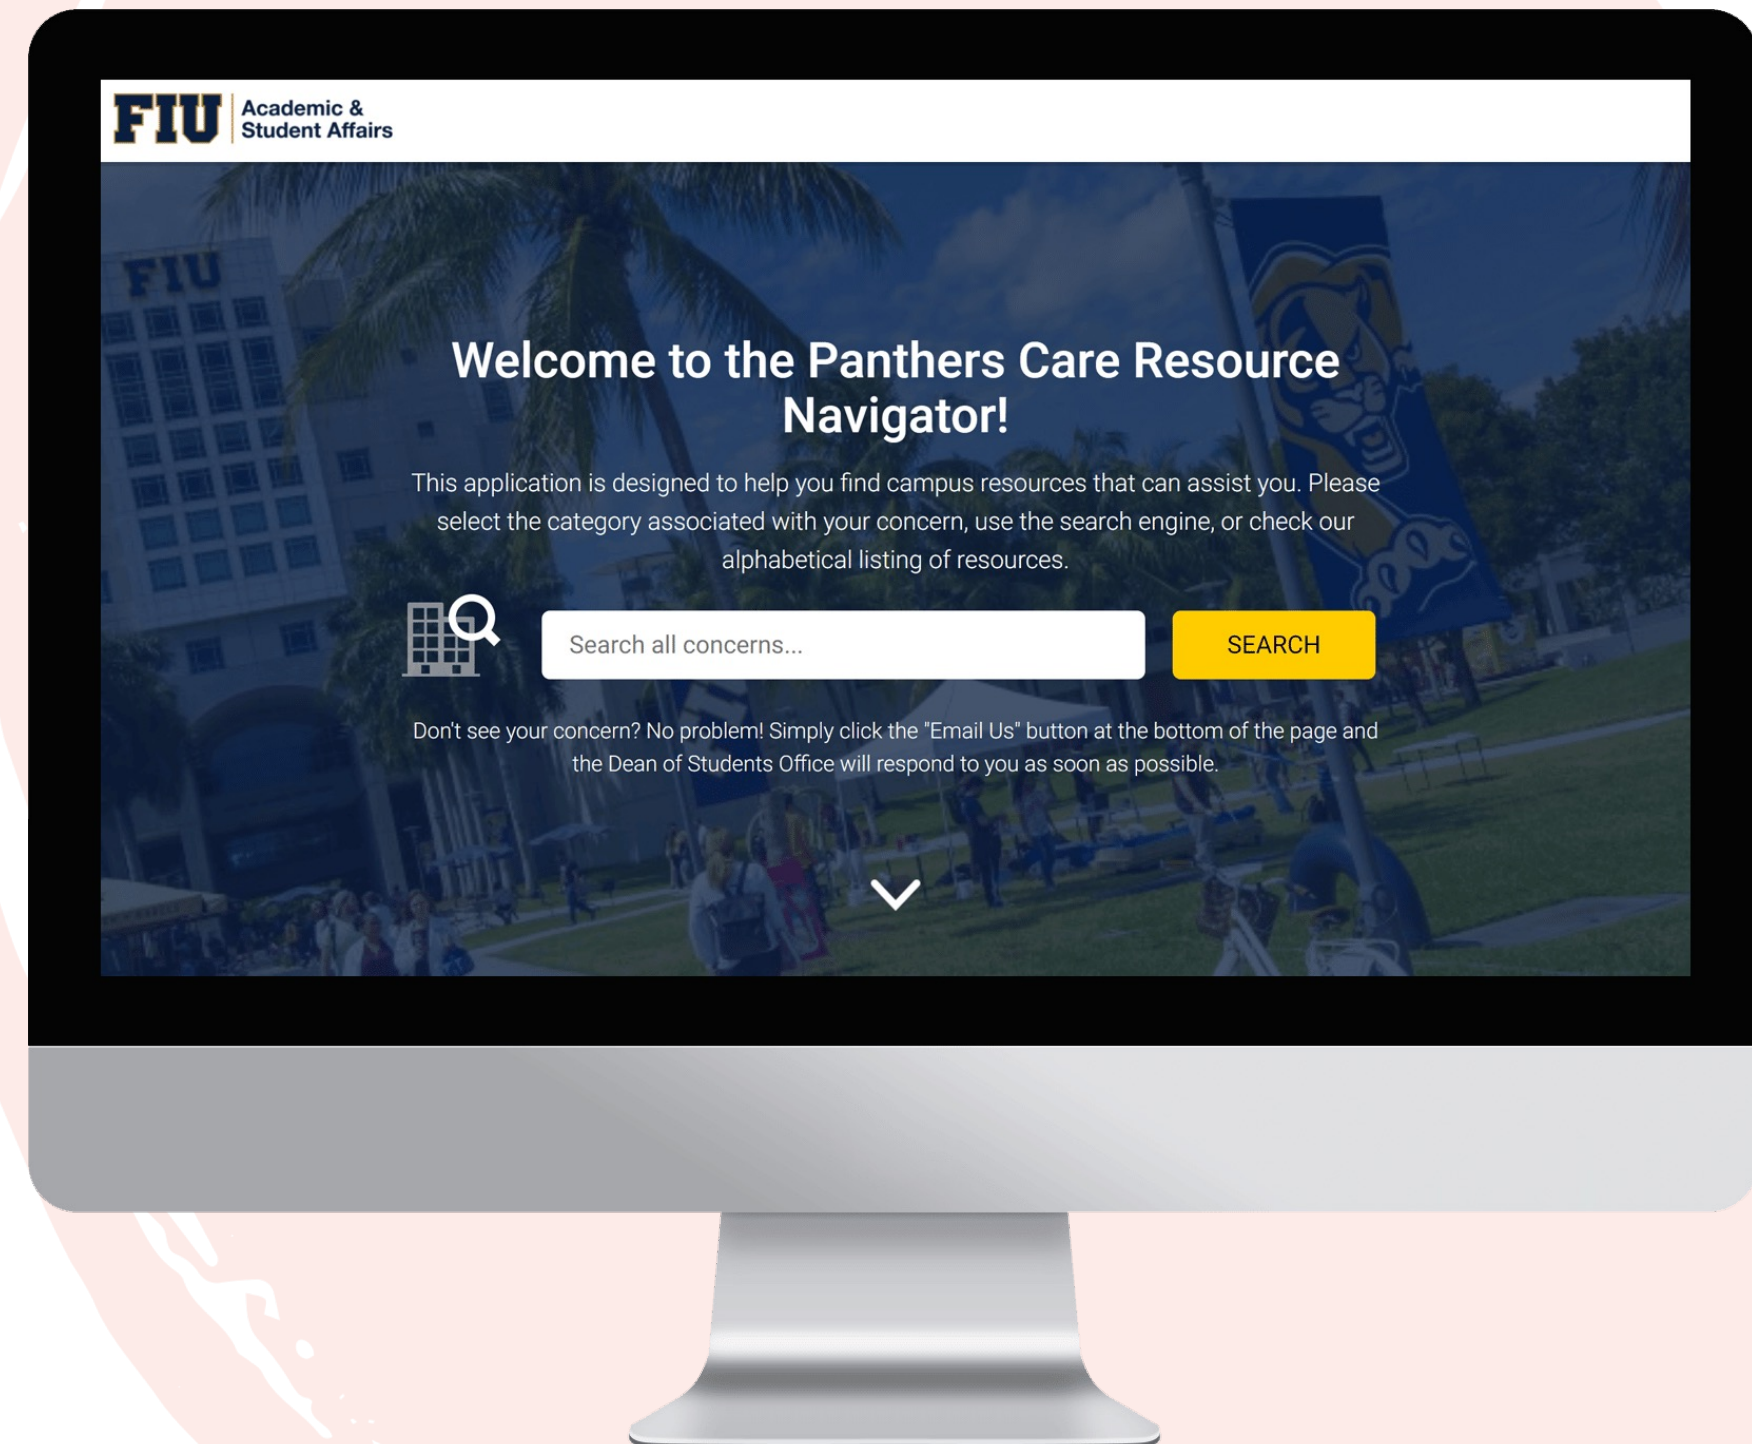 FIU
Academic &
Student Affairs
FIU
Welcome to the Panthers Care Resource
Navigator!
This application is designed to help you find campus resources that can assist you. Please
select the category associated with your concern, use the search engine, or check our
alphabetical listing of resources.
Search all concerns...
SEARCH
Don't see your concern? No problem! Simply click the "Email Us" button at the bottom of the page and
the Dean of Students Office will respond to you as soon as possible.